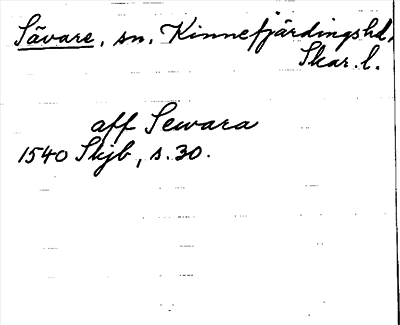 Sävare, sn, Kinnefjärdingshd,
Skar. l.
aff Sewara
1540 Skjb, s. 30.